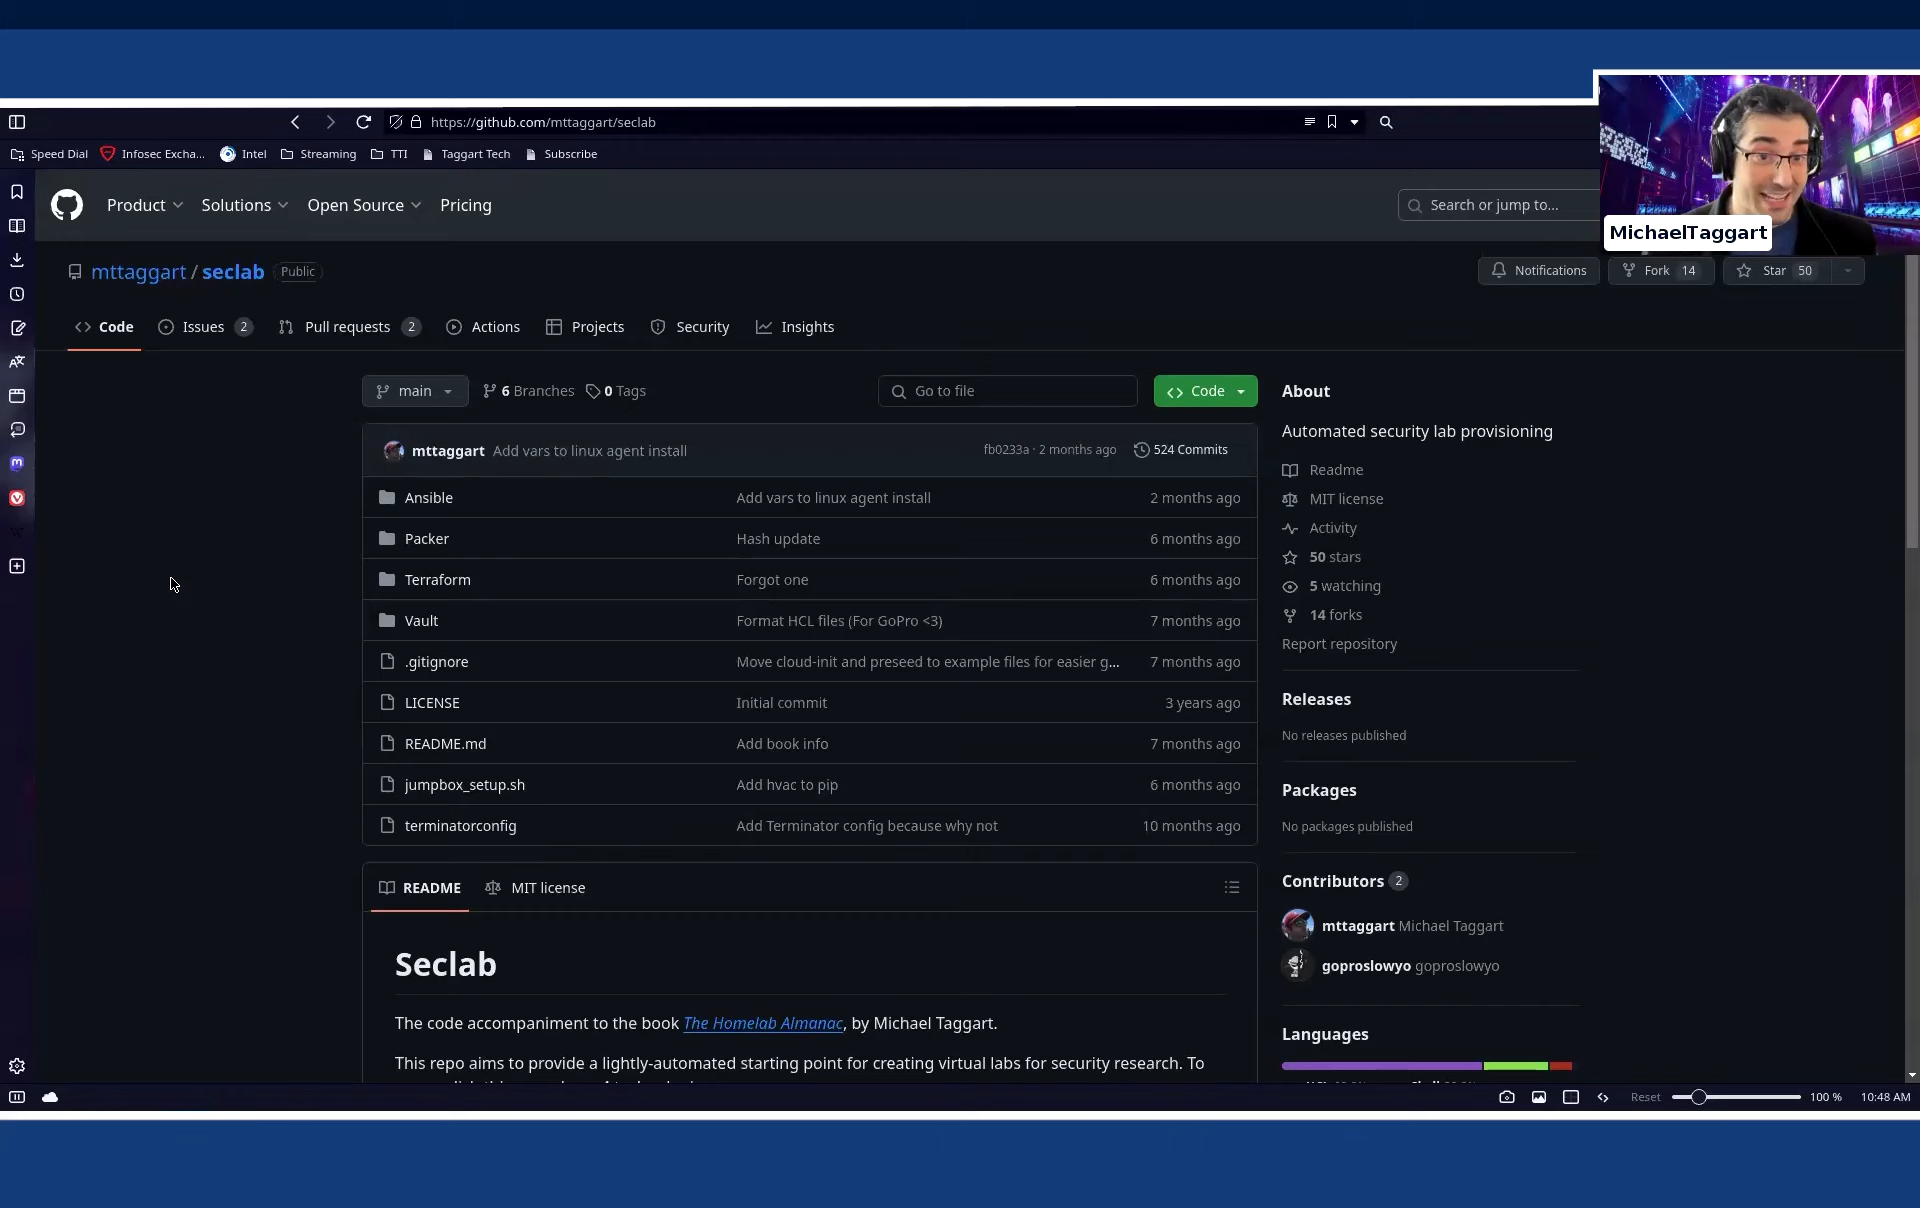 https://github.com/mttaggart/seclab
Speed Dial Infosec Excha... Intel Streaming TTI Taggart Tech Subscribe
Product Solutions Open Source Pricing
Search or jump to...
MichaelTaggart
mttaggart / seclab Public
Notifications Fork 14 Star 50
Code Issues 2 Pull requests 2 Actions Projects Security Insights
main 6 Branches 0 Tags Go to file Code
mttaggart Add vars to linux agent install fb0233a · 2 months ago 524 Commits
Ansible Add vars to linux agent install 2 months ago
Packer Hash update 6 months ago
Terraform Forgot one 6 months ago
Vault Format HCL files (For GoPro <3) 7 months ago
.gitignore Move cloud-init and preseed to example files for easier g... 7 months ago
LICENSE Initial commit 3 years ago
README.md Add book info 7 months ago
jumpbox_setup.sh Add hvac to pip 6 months ago
terminatorconfig Add Terminator config because why not 10 months ago
README MIT license
Seclab
The code accompaniment to the book The Homelab Almanac, by Michael Taggart.
This repo aims to provide a lightly-automated starting point for creating virtual labs for security research. To
About
Automated security lab provisioning
Readme
MIT license
Activity
50 stars
5 watching
14 forks
Report repository
Releases
No releases published
Packages
No packages published
Contributors 2
mttaggart Michael Taggart
goproslowyo goproslowyo
Languages
Reset 100 % 10:48 AM